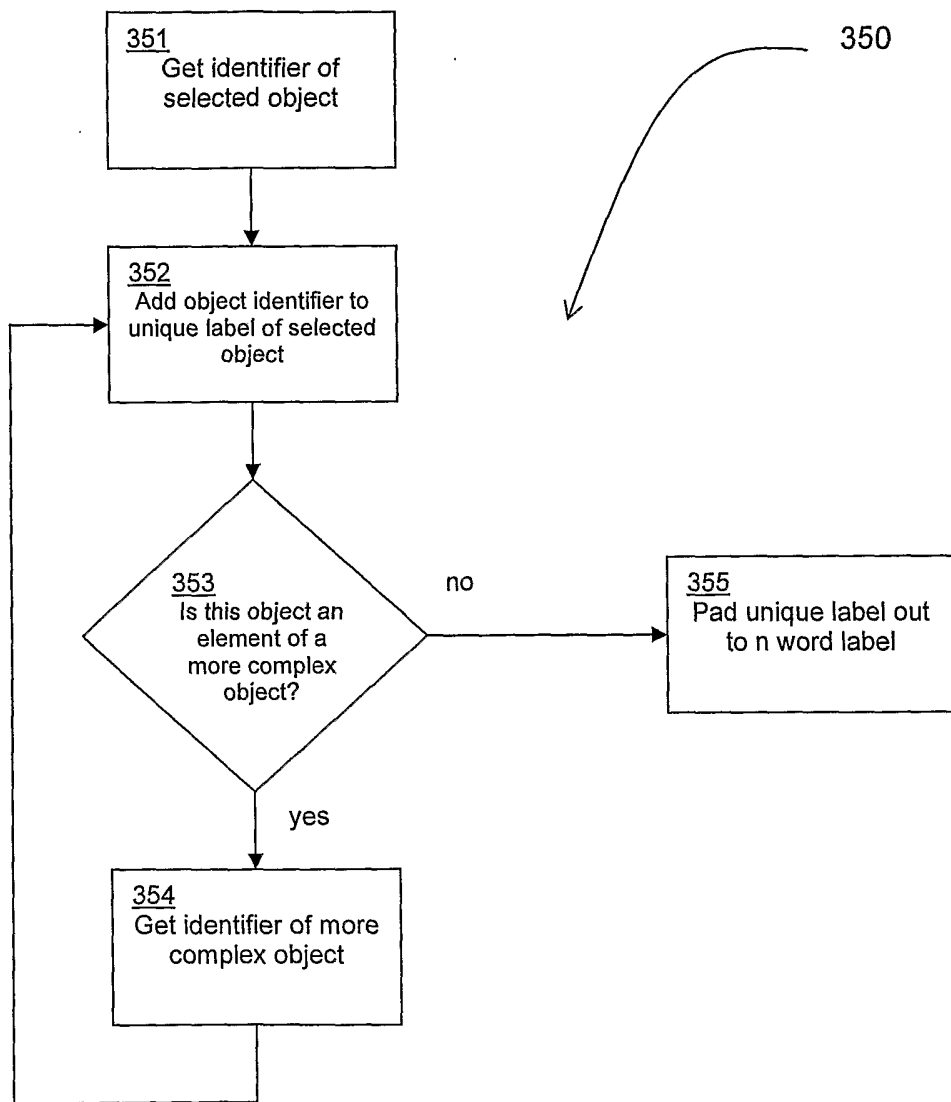 351
Get identifier of
selected object
350
352
Add object identifier to
unique label of selected
object
353
Is this object an
element of a
more complex
object?
no
355
Pad unique label out
to n word label
yes
354
Get identifier of more
complex object